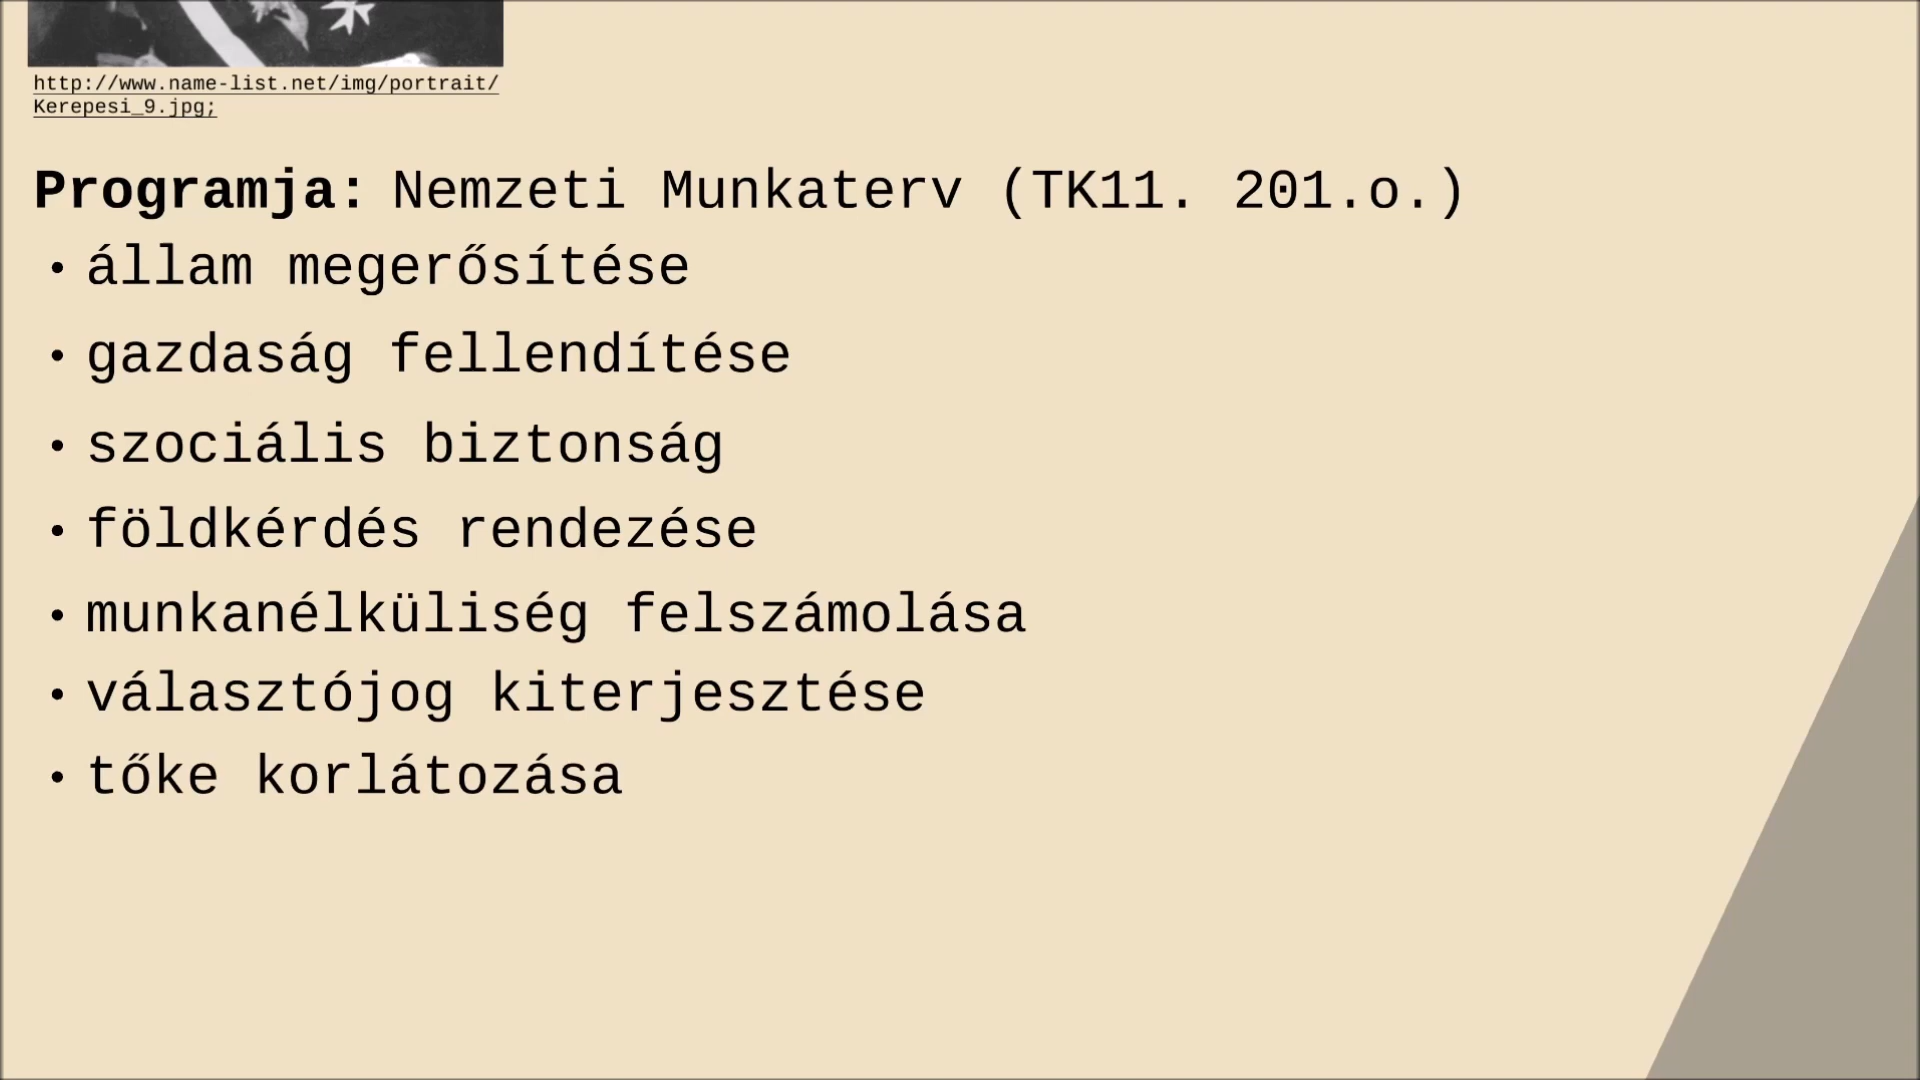 http://www.name-list.net/img/portrait/
Kerepesi_9.jpg;
Programja: Nemzeti Munkaterv (TK11. 201.o.)
• állam megerősítése
• gazdaság fellendítése
• szociális biztonság
• földkérdés rendezése
• munkanélküliség felszámolása
• választójog kiterjesztése
• tőke korlátozása